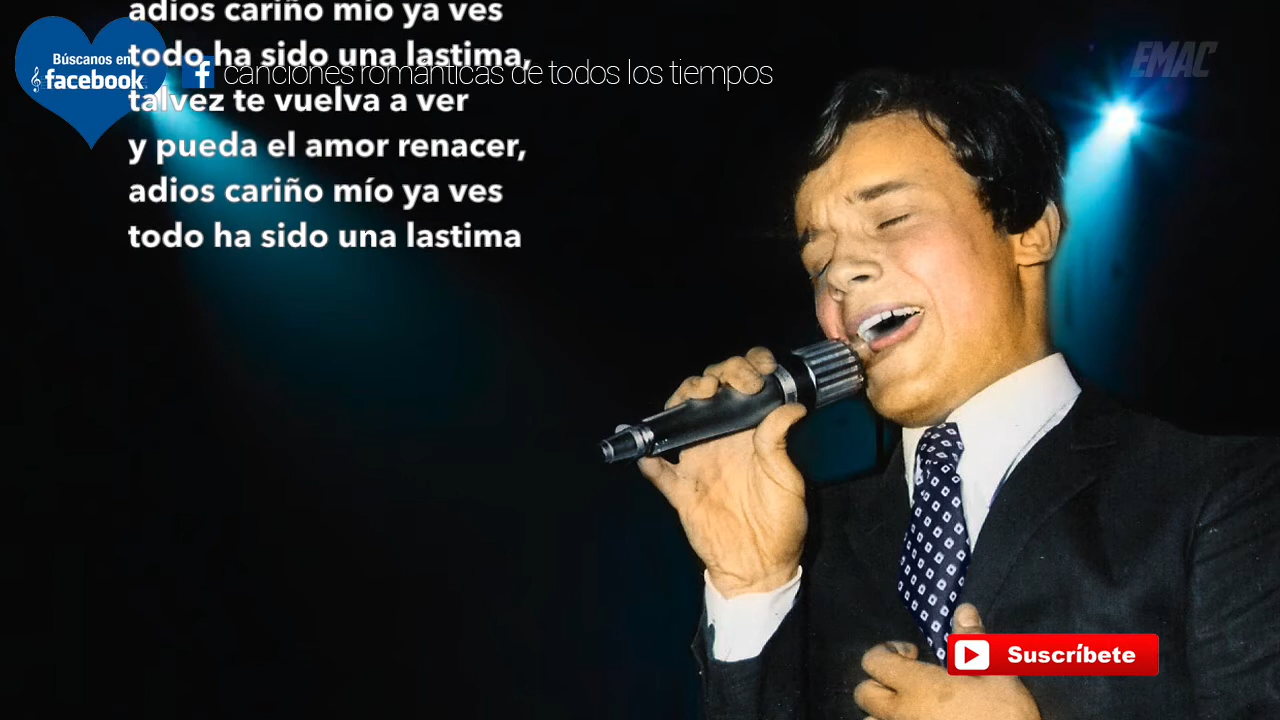 adios cariño mío ya ves
todo ha sido una lastima,
talvez te vuelva a ver
y pueda el amor renacer,
adios cariño mío ya ves
todo ha sido una lastima
Búscanos en
facebook
f canciones románticas de todos los tiempos
EMAC
Suscríbete